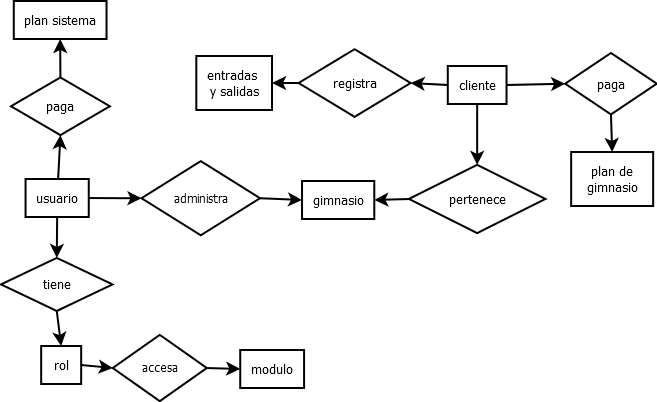 plan sistema
entradas
y salidas
registra
cliente
paga
paga
plan de
gimnasio
usuario
administra
gimnasio
pertenece
tiene
rol
accesa
modulo